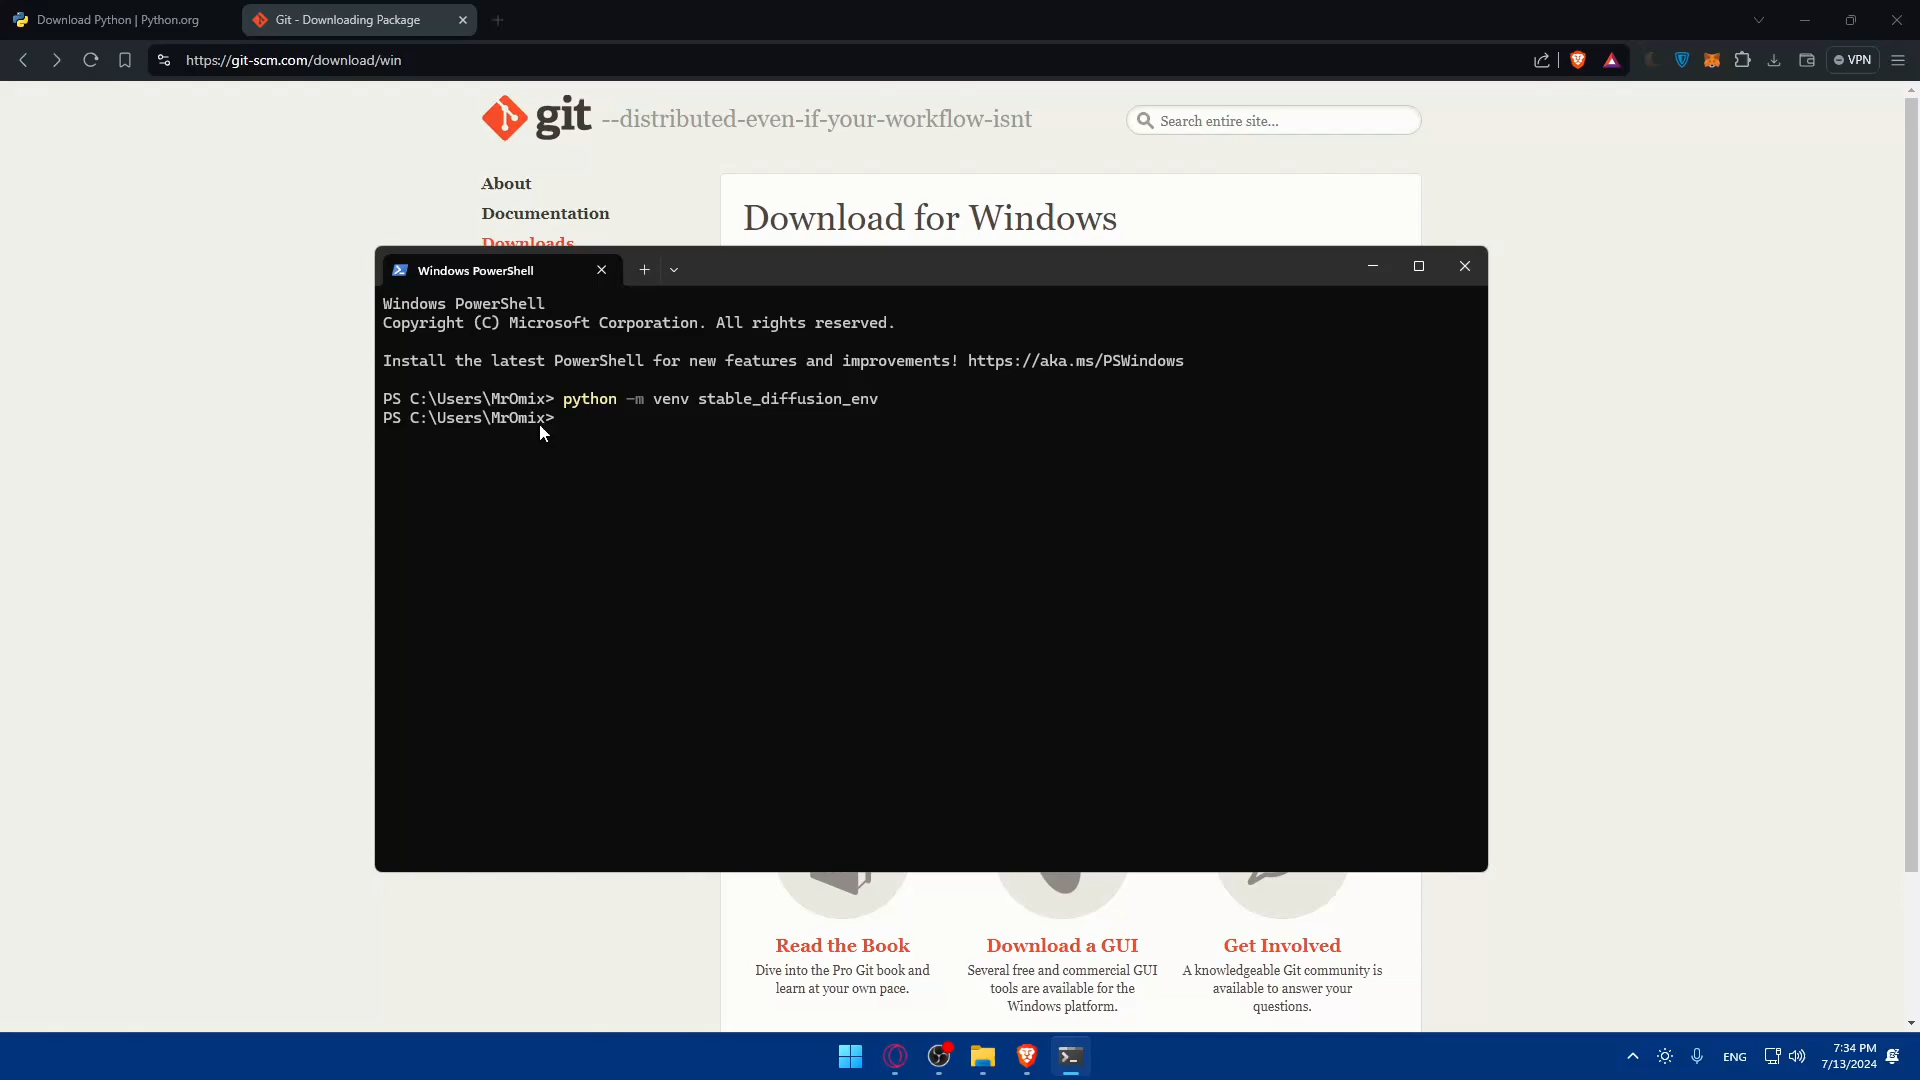 Download Python | Python.org
Git - Downloading Package
https://git-scm.com/download/win
VPN
git --distributed-even-if-your-workflow-isnt
Search entire site...
About
Documentation
Downloads
Download for Windows
Windows PowerShell
Windows PowerShell
Copyright (C) Microsoft Corporation. All rights reserved.
Install the latest PowerShell for new features and improvements! https://aka.ms/PSWindows
PS C:\Users\MrOmix> python -m venv stable_diffusion_env
PS C:\Users\MrOmix>
Read the Book
Dive into the Pro Git book and
learn at your own pace.
Download a GUI
Several free and commercial GUI
tools are available for the
Windows platform.
Get Involved
A knowledgeable Git community is
available to answer your
questions.
ENG
7:34 PM
7/13/2024